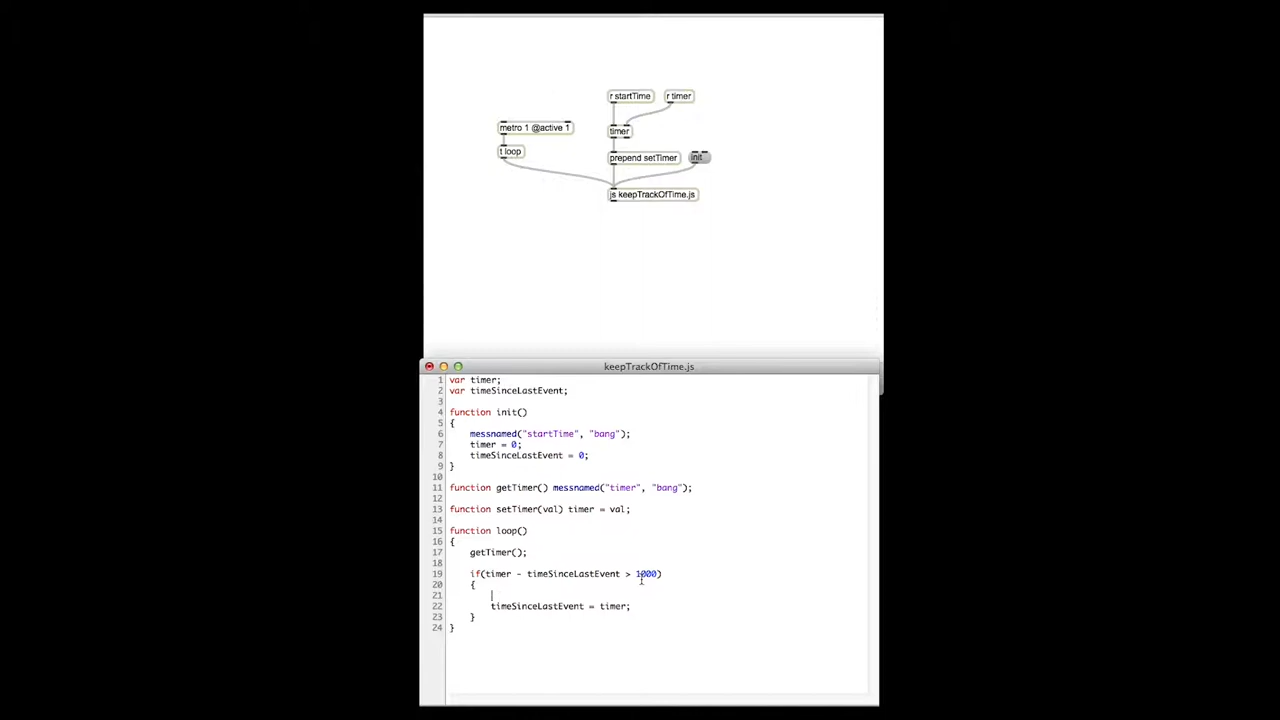 r startTime
r timer
metro 1 @active 1
timer
t loop
prepend setTimer
init
js keepTrackOfTime.js
keepTrackOfTime.js
1 var timer;
2 var timeSinceLastEvent;
3
4 function init()
5 {
6 messnamed("startTime", "bang");
7 timer = 0;
8 timeSinceLastEvent = 0;
9 }
10
11 function getTimer() messnamed("timer", "bang");
12
13 function setTimer(val) timer = val;
14
15 function loop()
16 {
17 getTimer();
18
19 if(timer - timeSinceLastEvent > 1000)
20 {
21
22 timeSinceLastEvent = timer;
23 }
24 }